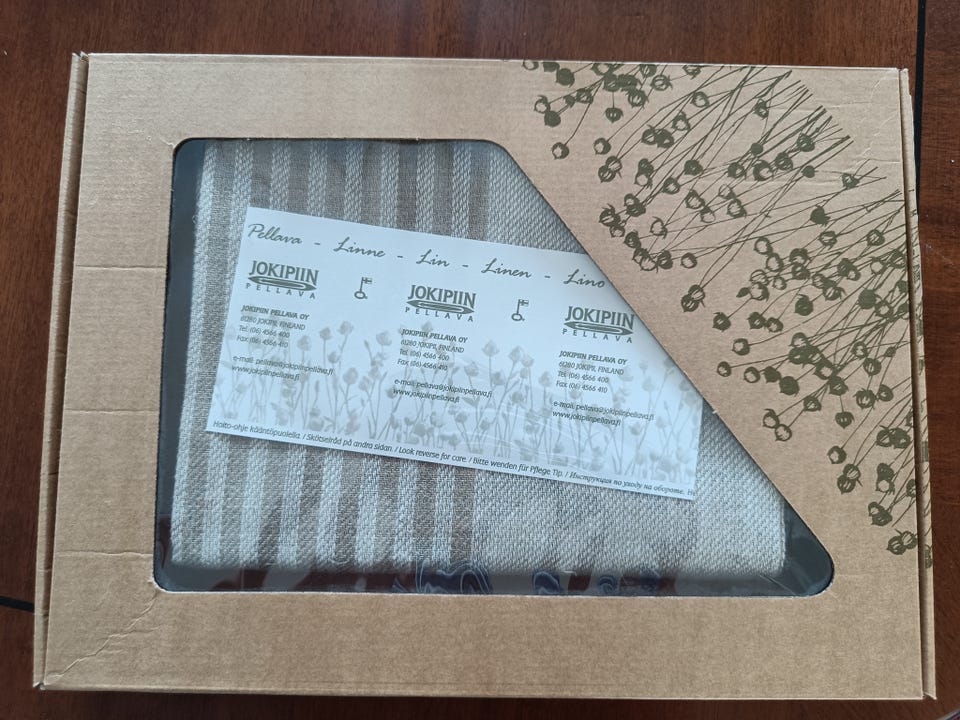 Pellava - Linne - Lin - Linen - Lino
JOKIPIIN
PELLAVA
JOKIPIIN PELLAVA OY
61280 JOKIPII, FINLAND
Tel. (06) 4566 400
Fax (06) 4566 410
e-mail: pellava@jokipiinpellava.fi
www.jokipiinpellava.fi
JOKIPIIN
PELLAVA
JOKIPIIN PELLAVA OY
61280 JOKIPII, FINLAND
Tel. (06) 4566 400
Fax (06) 4566 410
e-mail: pellava@jokipiinpellava.fi
www.jokipiinpellava.fi
JOKIPIIN
PELLAVA
JOKIPIIN PELLAVA OY
61280 JOKIPII, FINLAND
Tel. (06) 4566 400
Fax (06) 4566 410
e-mail: pellava@jokipiinpellava.fi
www.jokipiinpellava.fi
Hoito-ohje kääntöpuolella. / Skötselråd på andra sidan. / Look reverse for care. / Bitte wenden für Pflege Tip. / Инструкция по уходу на обороте.